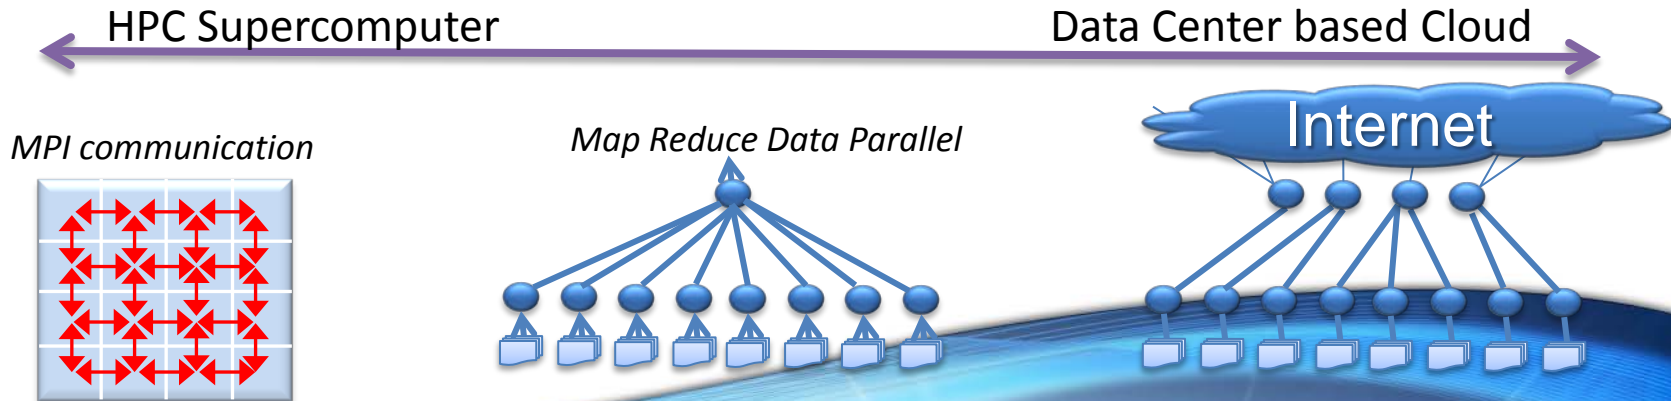 HPC Supercomputer
Data Center based Cloud
MPI communication
Map Reduce Data Parallel
Internet